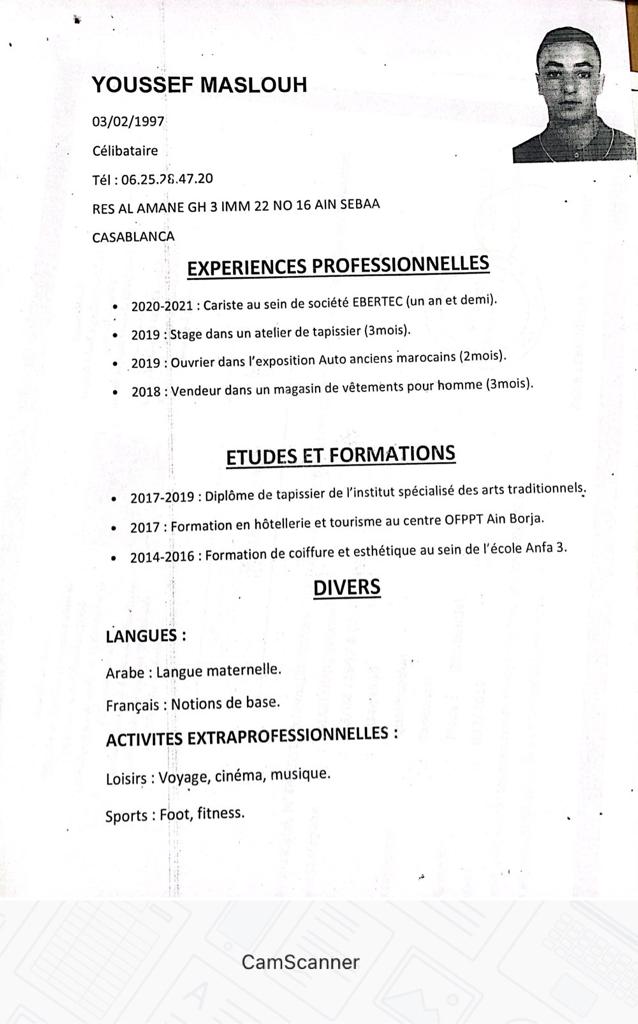 YOUSSEF MASLOUH
03/02/1997
Célibataire
Tél : 06.25.28.47.20
RES AL AMANE GH 3 IMM 22 NO 16 AIN SEBAA
CASABLANCA
EXPERIENCES PROFESSIONNELLES
• 2020-2021 : Cariste au sein de société EBERTEC (un an et demi).
• 2019 : Stage dans un atelier de tapissier (3mois).
• 2019 : Ouvrier dans l'exposition Auto anciens marocains (2mois).
• 2018 : Vendeur dans un magasin de vêtements pour homme (3mois).
ETUDES ET FORMATIONS
• 2017-2019 : Diplôme de tapissier de l'institut spécialisé des arts traditionnels.
• 2017 : Formation en hôtellerie et tourisme au centre OFPPT Ain Borja.
• 2014-2016 : Formation de coiffure et esthétique au sein de l'école Anfa 3.
DIVERS
LANGUES :
Arabe : Langue maternelle.
Français : Notions de base.
ACTIVITES EXTRAPROFESSIONNELLES :
Loisirs : Voyage, cinéma, musique.
Sports : Foot, fitness.
CamScanner